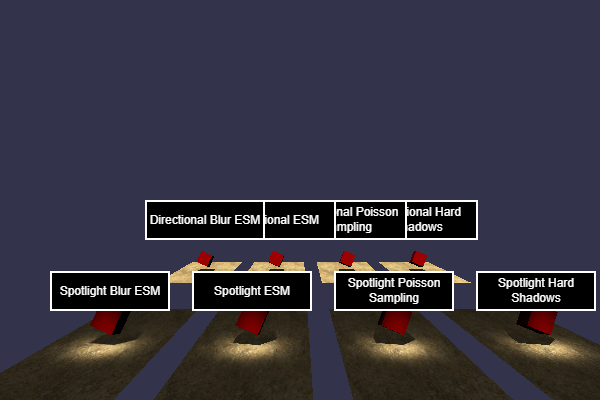 Directional Blur ESM
ional ESM
nal Poisson
mpling
ional Hard
adows
Spotlight Blur ESM
Spotlight ESM
Spotlight Poisson
Sampling
Spotlight Hard
Shadows